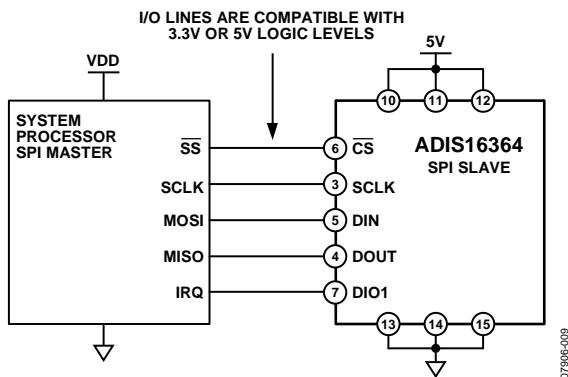 I/O LINES ARE COMPATIBLE WITH
3.3V OR 5V LOGIC LEVELS
VDD
5V
10 11 12
SYSTEM
PROCESSOR
SPI MASTER
ADIS16364
SPI SLAVE
SS 6 CS
SCLK 3 SCLK
MOSI 5 DIN
MISO 4 DOUT
IRQ 7 DIO1
13 14 15
07906-009